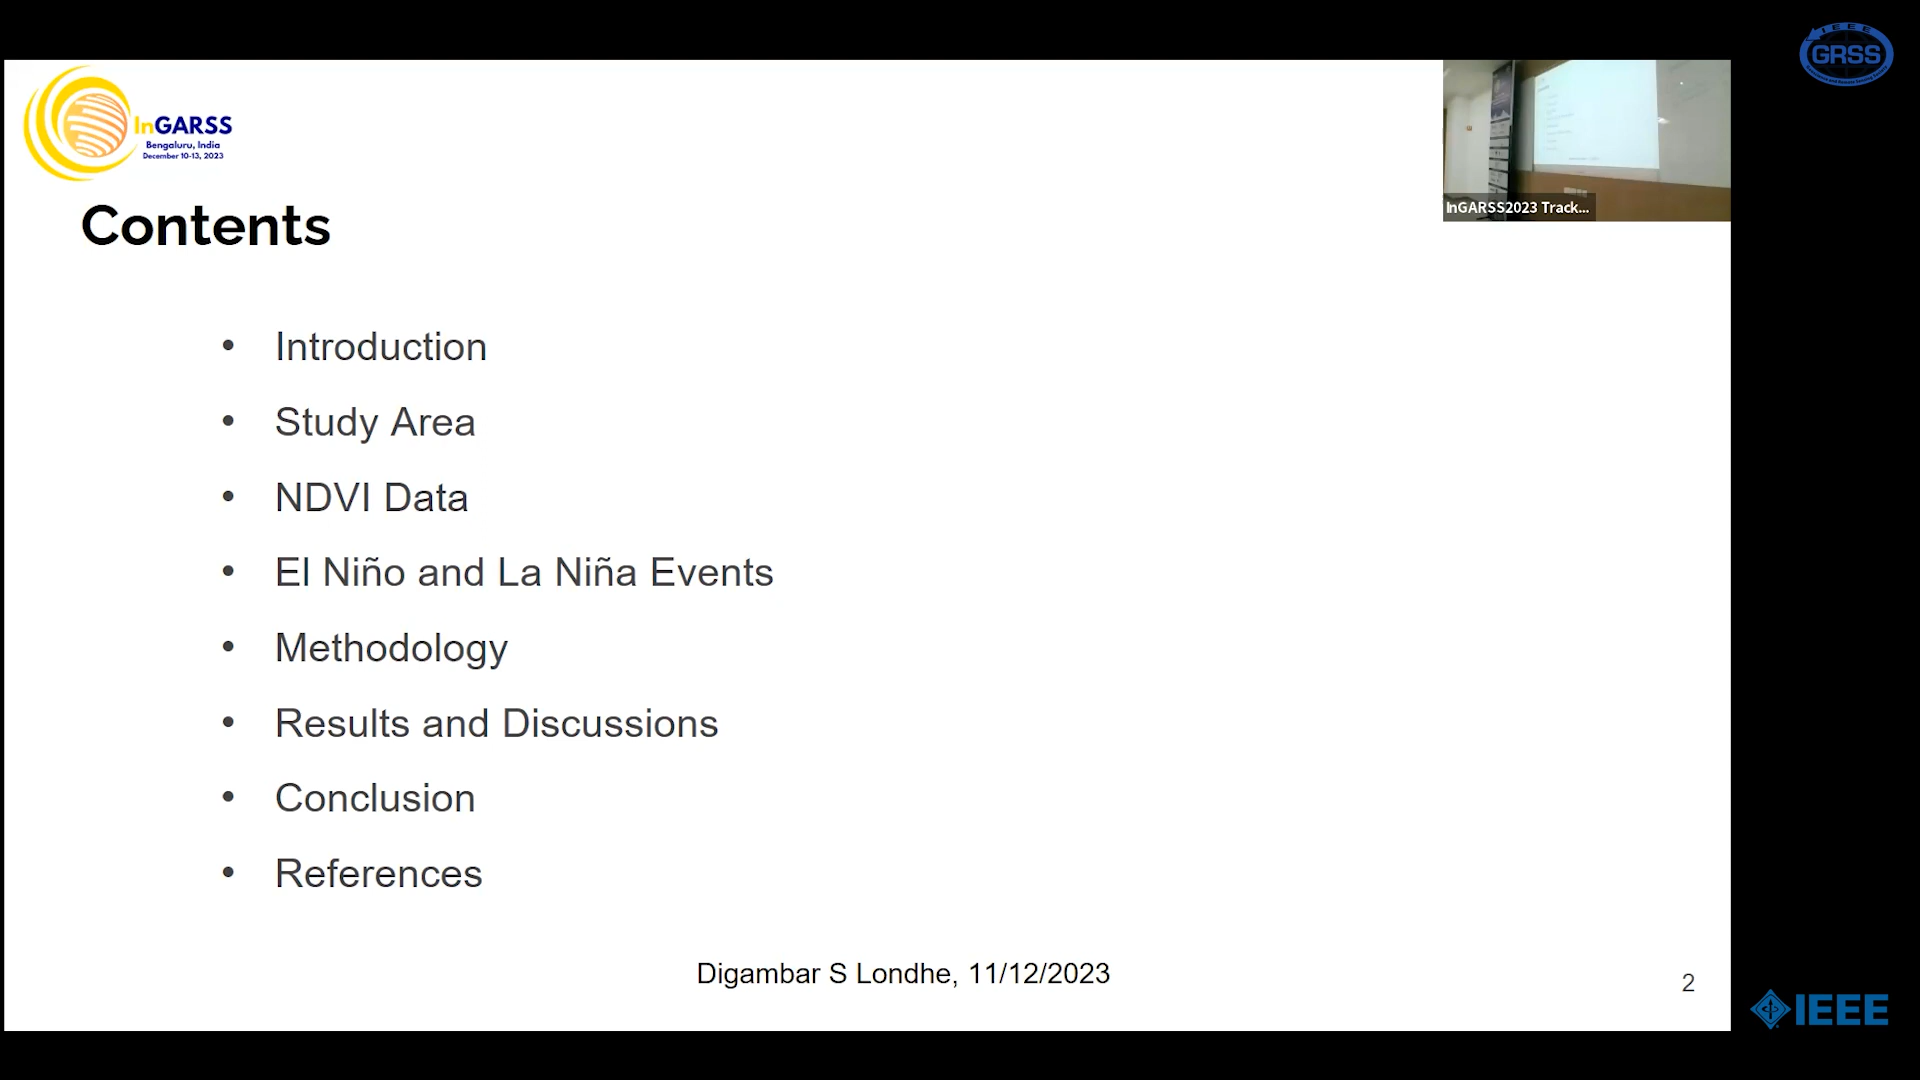 InGARSS
Bengaluru, India
December 10-13, 2023
IEEE
GRSS
InGARSS2023 Track...
Contents
• Introduction
• Study Area
• NDVI Data
• El Niño and La Niña Events
• Methodology
• Results and Discussions
• Conclusion
• References
Digambar S Londhe, 11/12/2023
2
IEEE